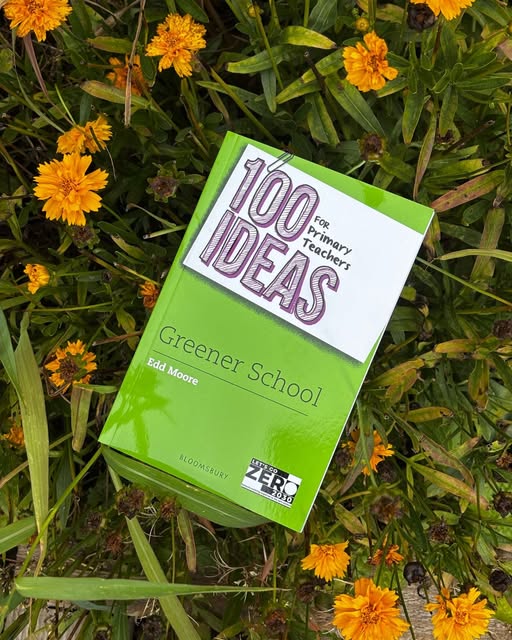 100
FOR
Primary
Teachers
IDEAS
Greener School
Edd Moore
BLOOMSBURY
LET'S GO
ZERO
2030